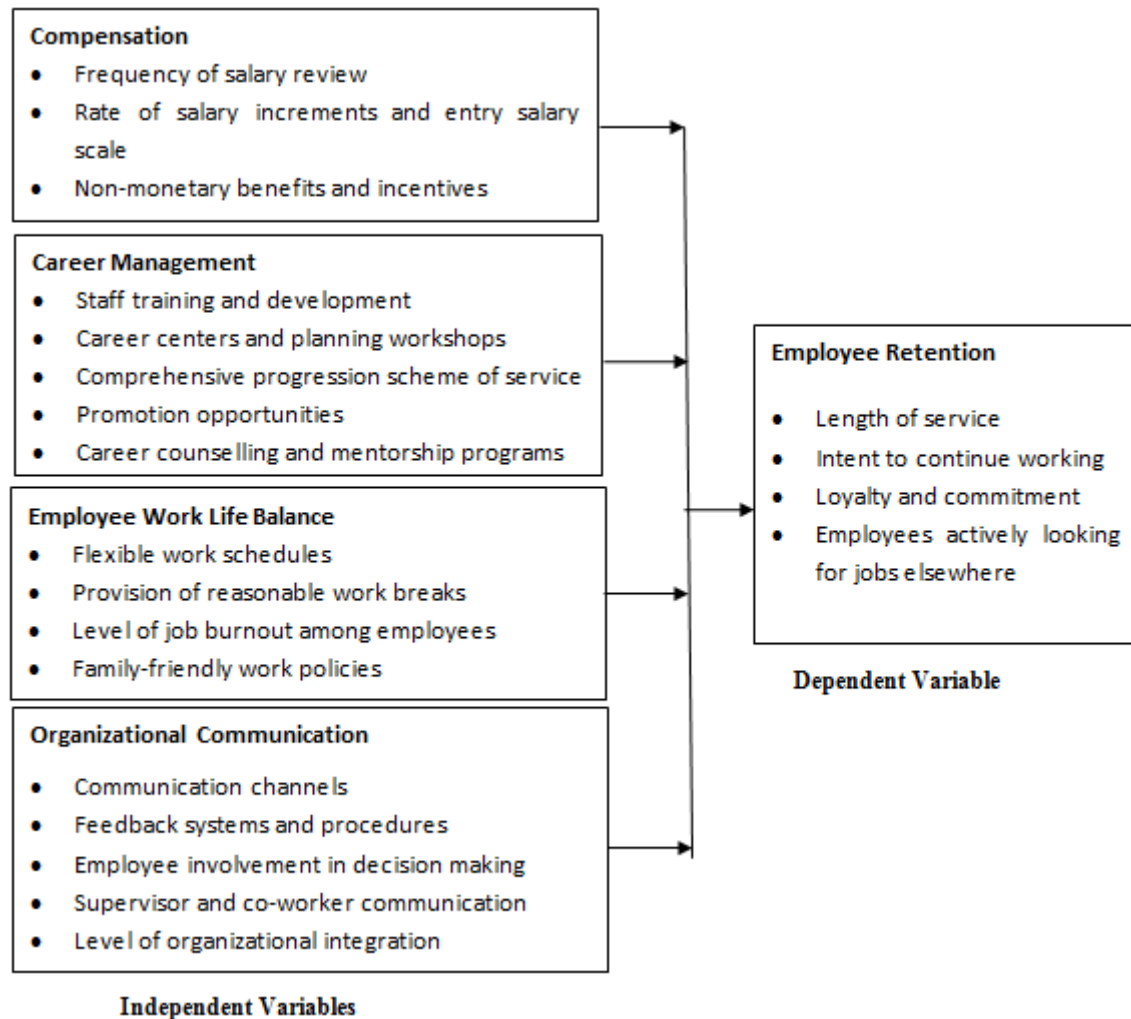 Compensation
● Frequency of salary review
● Rate of salary increments and entry salary
scale
● Non-monetary benefits and incentives
Career Management
● Staff training and development
● Career centers and planning workshops
● Comprehensive progression scheme of service
● Promotion opportunities
● Career counselling and mentorship programs
Employee Work Life Balance
● Flexible work schedules
● Provision of reasonable work breaks
● Level of job burnout among employees
● Family-friendly work policies
Organizational Communication
● Communication channels
● Feedback systems and procedures
● Employee involvement in decision making
● Supervisor and co-worker communication
● Level of organizational integration
Independent Variables
Employee Retention
● Length of service
● Intent to continue working
● Loyalty and commitment
● Employees actively looking
for jobs elsewhere
Dependent Variable